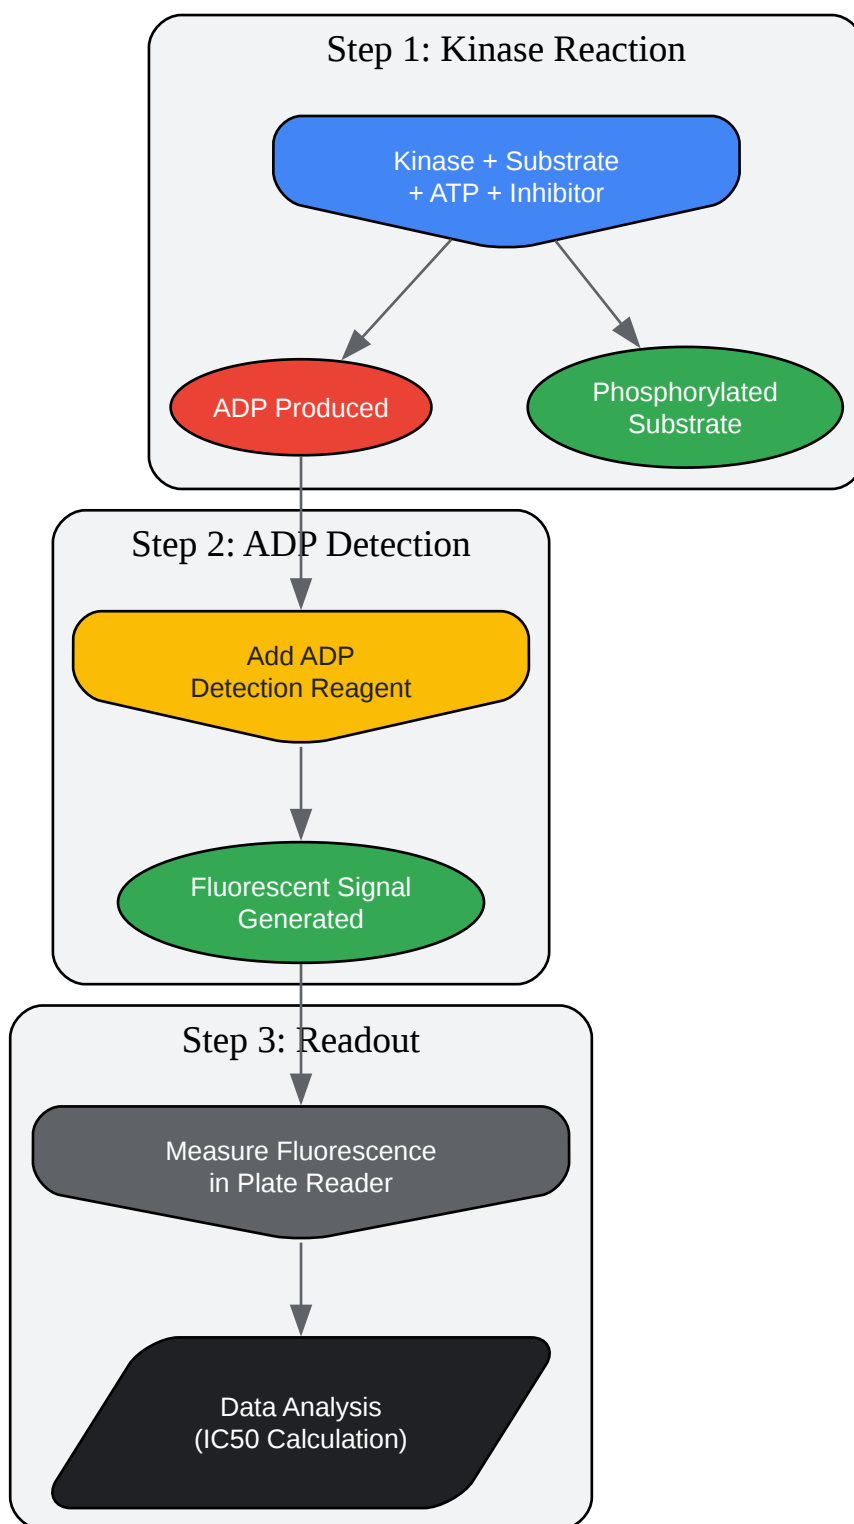 Step 1: Kinase Reaction
Kinase + Substrate
+ ATP + Inhibitor
ADP Produced
Phosphorylated
Substrate
Step 2: ADP Detection
Add ADP
Detection Reagent
Fluorescent Signal
Generated
Step 3: Readout
Measure Fluorescence
in Plate Reader
Data Analysis
(IC50 Calculation)